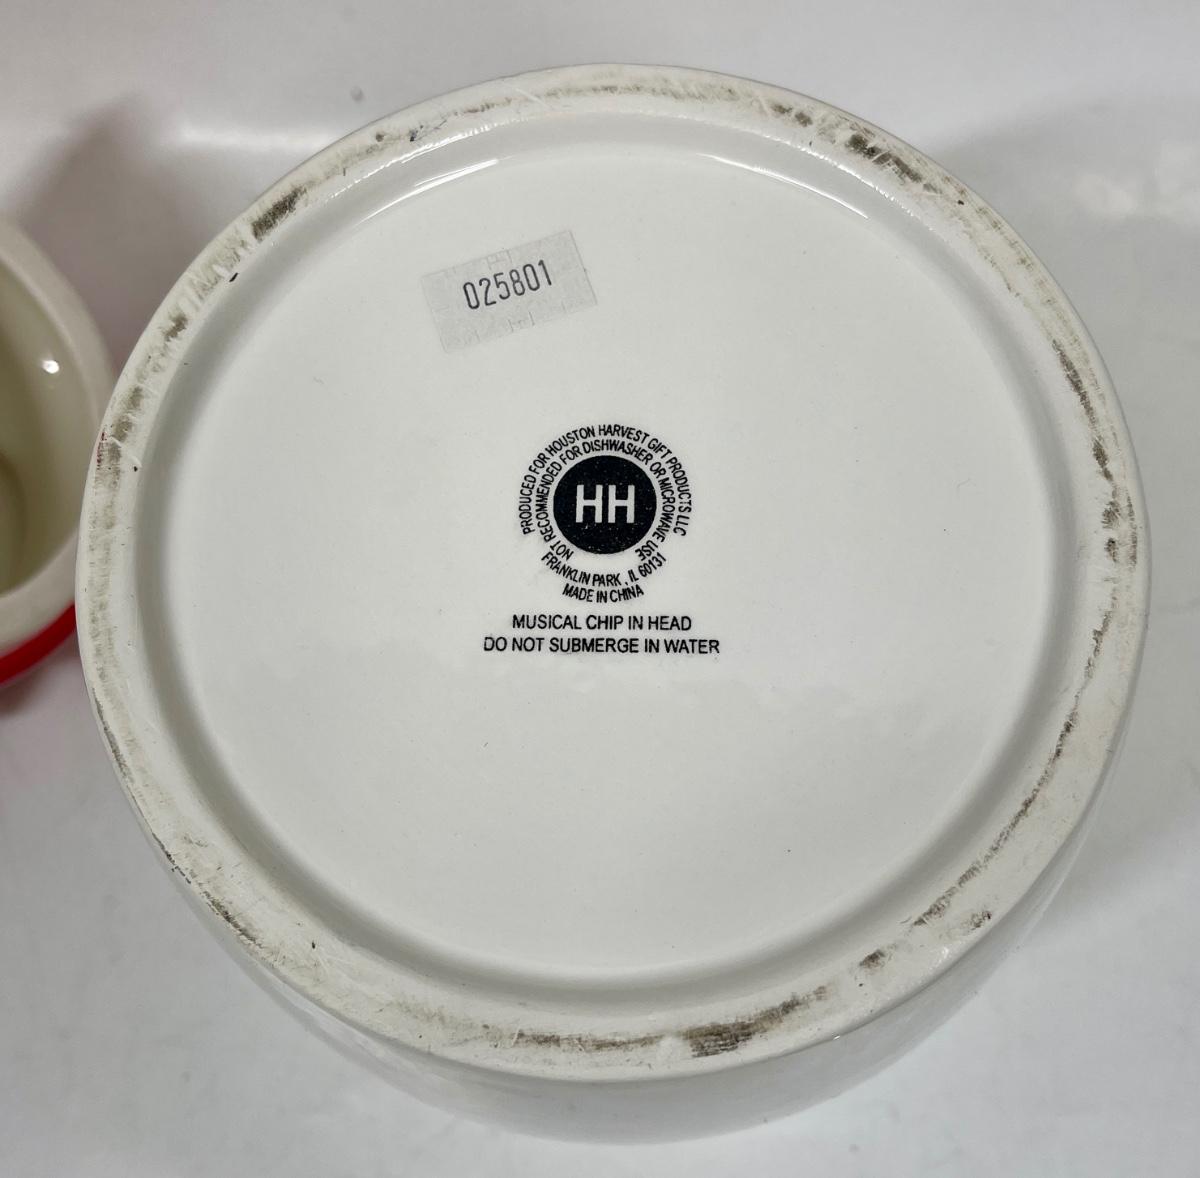 025801
PRODUCED FOR HOUSTON HARVEST GIFT PRODUCTS LLC
NOT RECOMMENDED FOR DISHWASHER OR MICROWAVE USE
HH
FRANKLIN PARK , IL 60131
MADE IN CHINA
MUSICAL CHIP IN HEAD
DO NOT SUBMERGE IN WATER